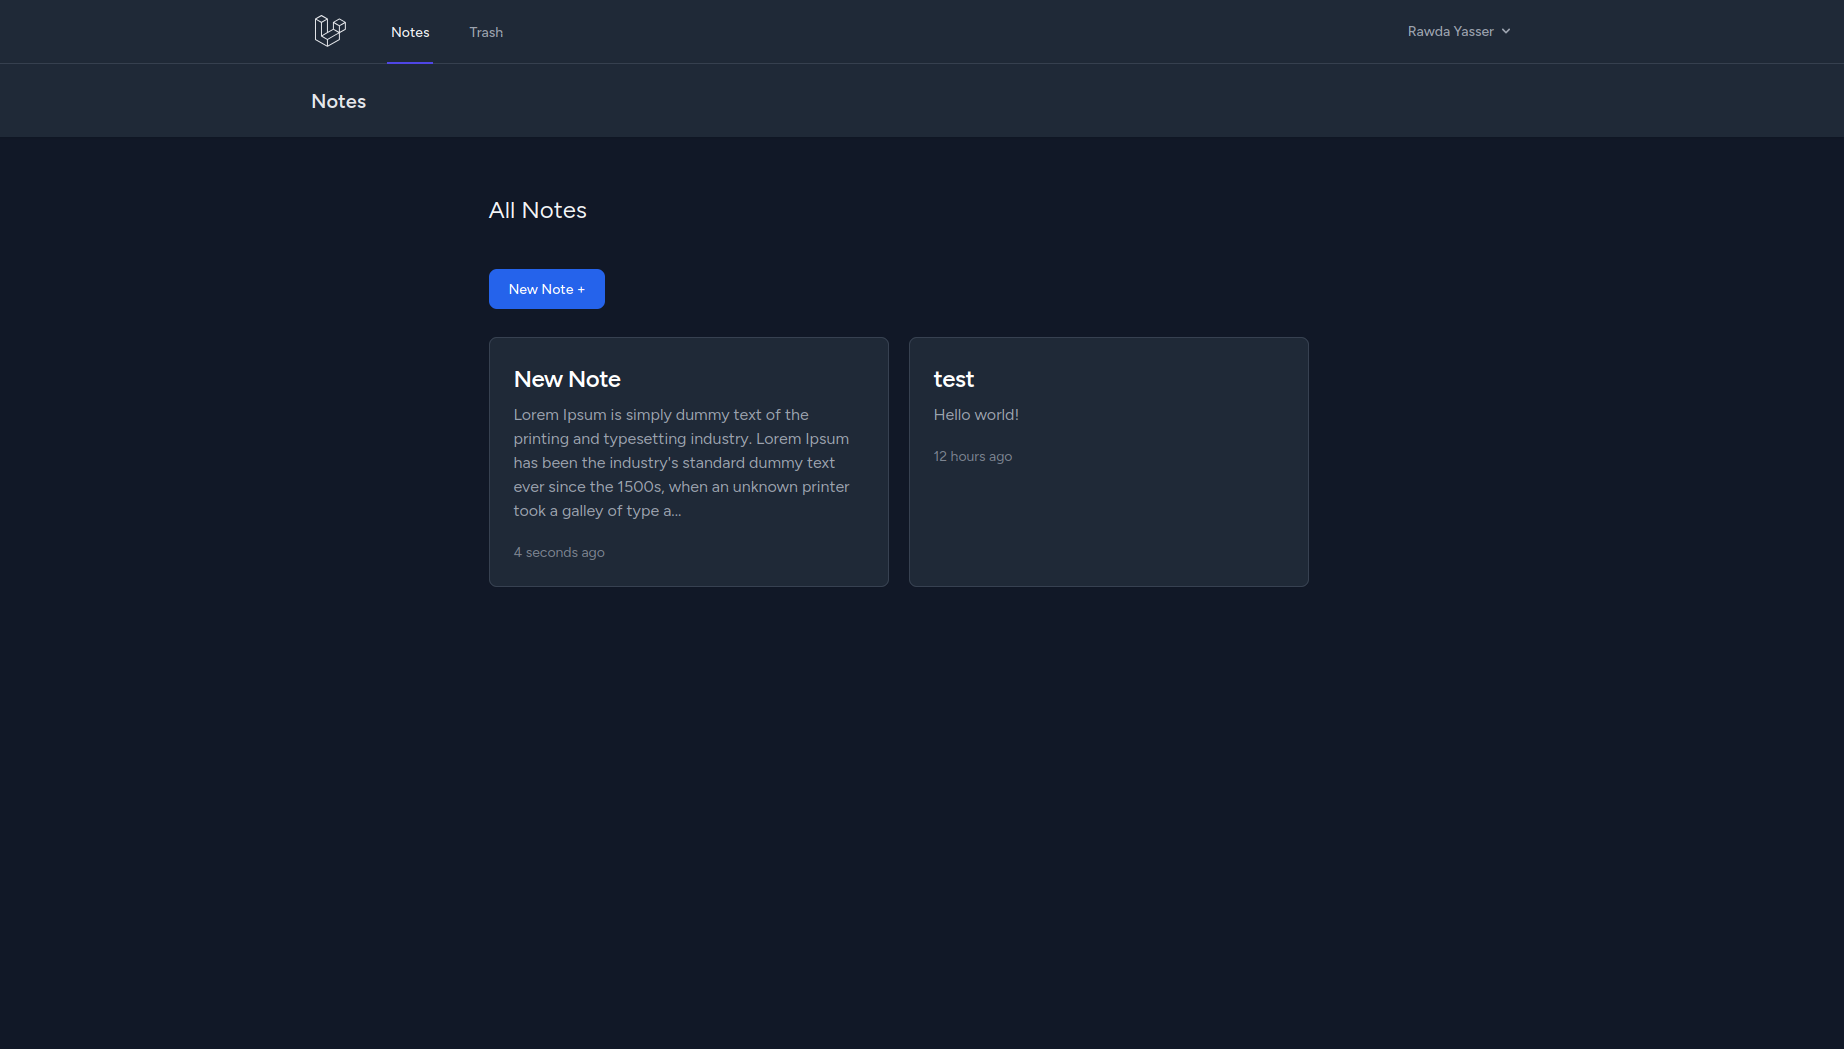 Notes
Trash
Rawda Yasser
Notes
All Notes
New Note +
New Note
Lorem Ipsum is simply dummy text of the
printing and typesetting industry. Lorem Ipsum
has been the industry's standard dummy text
ever since the 1500s, when an unknown printer
took a galley of type a...
4 seconds ago
test
Hello world!
12 hours ago